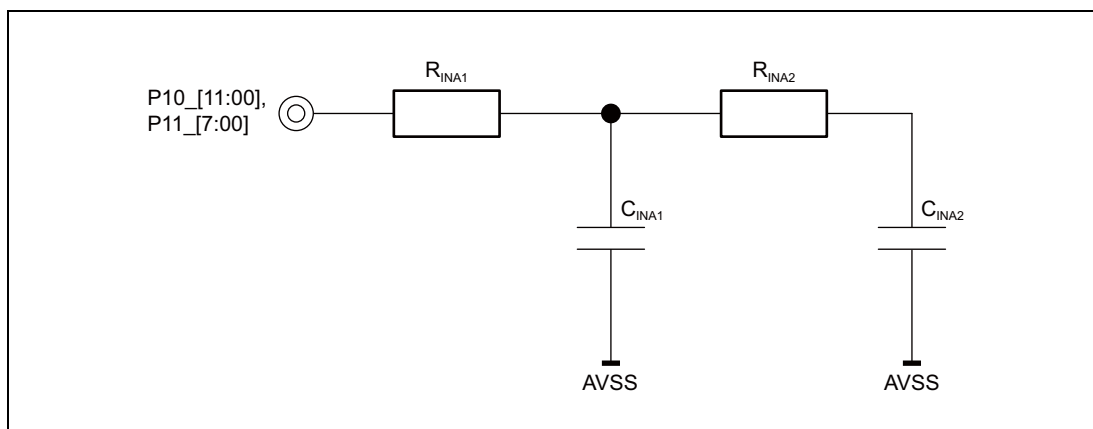 R_INA1
R_INA2
P10_[11:00],
P11_[7:00]
C_INA1
C_INA2
AVSS
AVSS